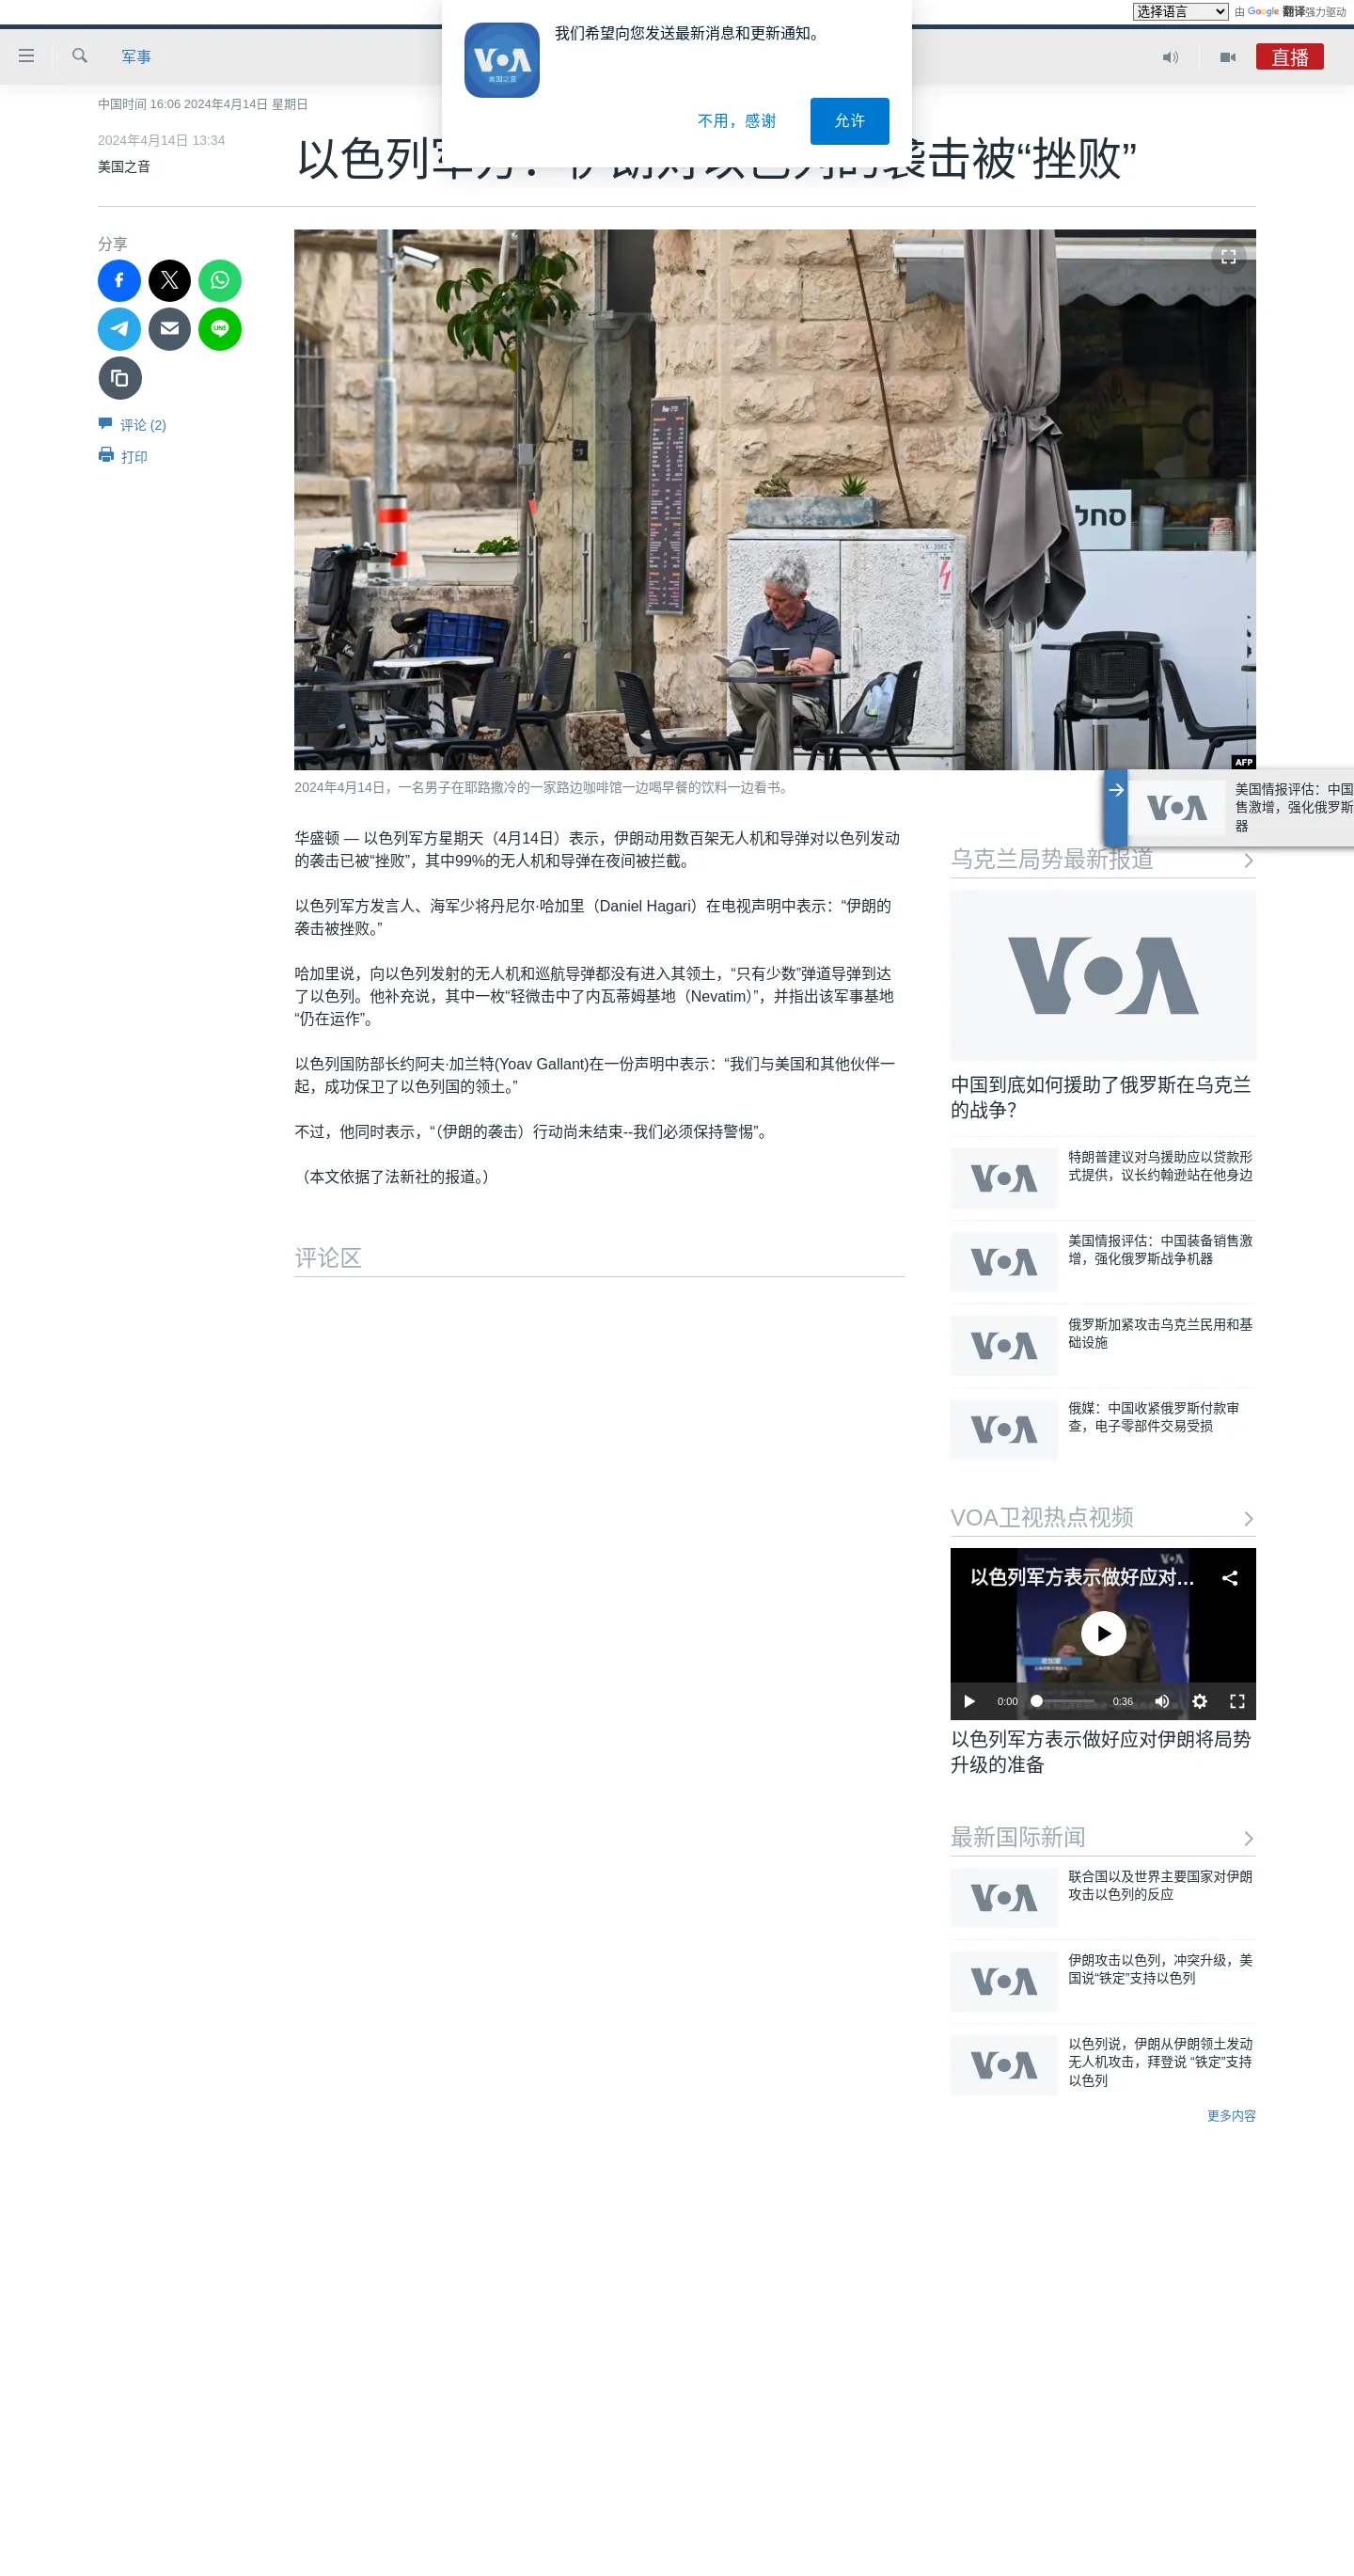 选择语言
由 Google 翻译强力驱动
军事
直播
VOA
美国之音
我们希望向您发送最新消息和更新通知。
不用，感谢
允许
中国时间 16:06 2024年4月14日 星期日
2024年4月14日 13:34
美国之音
袭击被“挫败”
分享
LINE
评论 (2)
打印
סחל
AFP
2024年4月14日，一名男子在耶路撒冷的一家路边咖啡馆一边喝早餐的饮料一边看书。
VOA
美国情报评估：中国
售激增，强化俄罗斯
器
华盛顿 — 以色列军方星期天（4月14日）表示，伊朗动用数百架无人机和导弹对以色列发动
的袭击已被“挫败”，其中99%的无人机和导弹在夜间被拦截。
以色列军方发言人、海军少将丹尼尔·哈加里（Daniel Hagari）在电视声明中表示：“伊朗的
袭击被挫败。”
哈加里说，向以色列发射的无人机和巡航导弹都没有进入其领土，“只有少数”弹道导弹到达
了以色列。他补充说，其中一枚“轻微击中了内瓦蒂姆基地（Nevatim）”，并指出该军事基地
“仍在运作”。
以色列国防部长约阿夫·加兰特(Yoav Gallant)在一份声明中表示：“我们与美国和其他伙伴一
起，成功保卫了以色列国的领土。”
不过，他同时表示，“（伊朗的袭击）行动尚未结束--我们必须保持警惕”。
（本文依据了法新社的报道。）
评论区
乌克兰局势最新报道
VOA
中国到底如何援助了俄罗斯在乌克兰
的战争？
VOA
特朗普建议对乌援助应以贷款形
式提供，议长约翰逊站在他身边
VOA
美国情报评估：中国装备销售激
增，强化俄罗斯战争机器
VOA
俄罗斯加紧攻击乌克兰民用和基
础设施
VOA
俄媒：中国收紧俄罗斯付款审
查，电子零部件交易受损
VOA卫视热点视频
VOA
以色列军方表示做好应对...
0:00
0:36
以色列军方表示做好应对伊朗将局势
升级的准备
最新国际新闻
VOA
联合国以及世界主要国家对伊朗
攻击以色列的反应
VOA
伊朗攻击以色列，冲突升级，美
国说“铁定”支持以色列
VOA
以色列说，伊朗从伊朗领土发动
无人机攻击，拜登说 “铁定”支持
以色列
更多内容